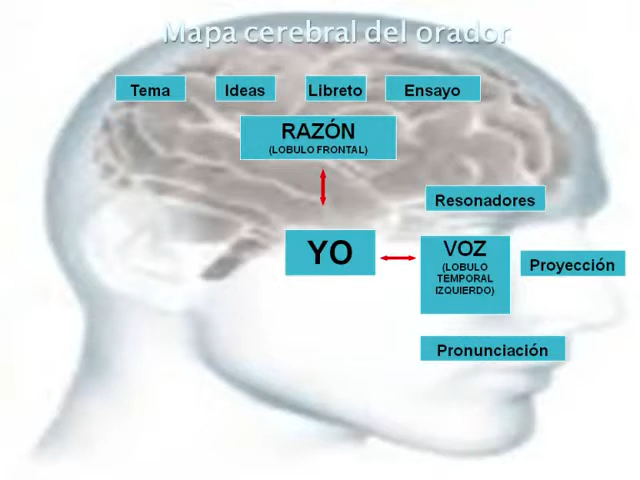 Mapa cerebral del orador
Tema
Ideas
Libreto
Ensayo
RAZÓN
(LOBULO FRONTAL)
Resonadores
YO
VOZ
(LOBULO
TEMPORAL
IZQUIERDO)
Proyección
Pronunciación